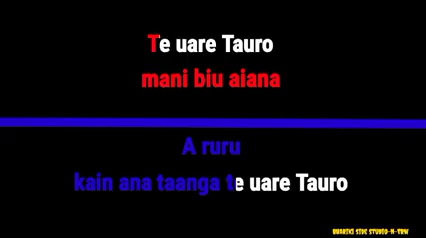 Te uare Tauro
mani biu aiana
A ruru
kain ana taanga te uare Tauro